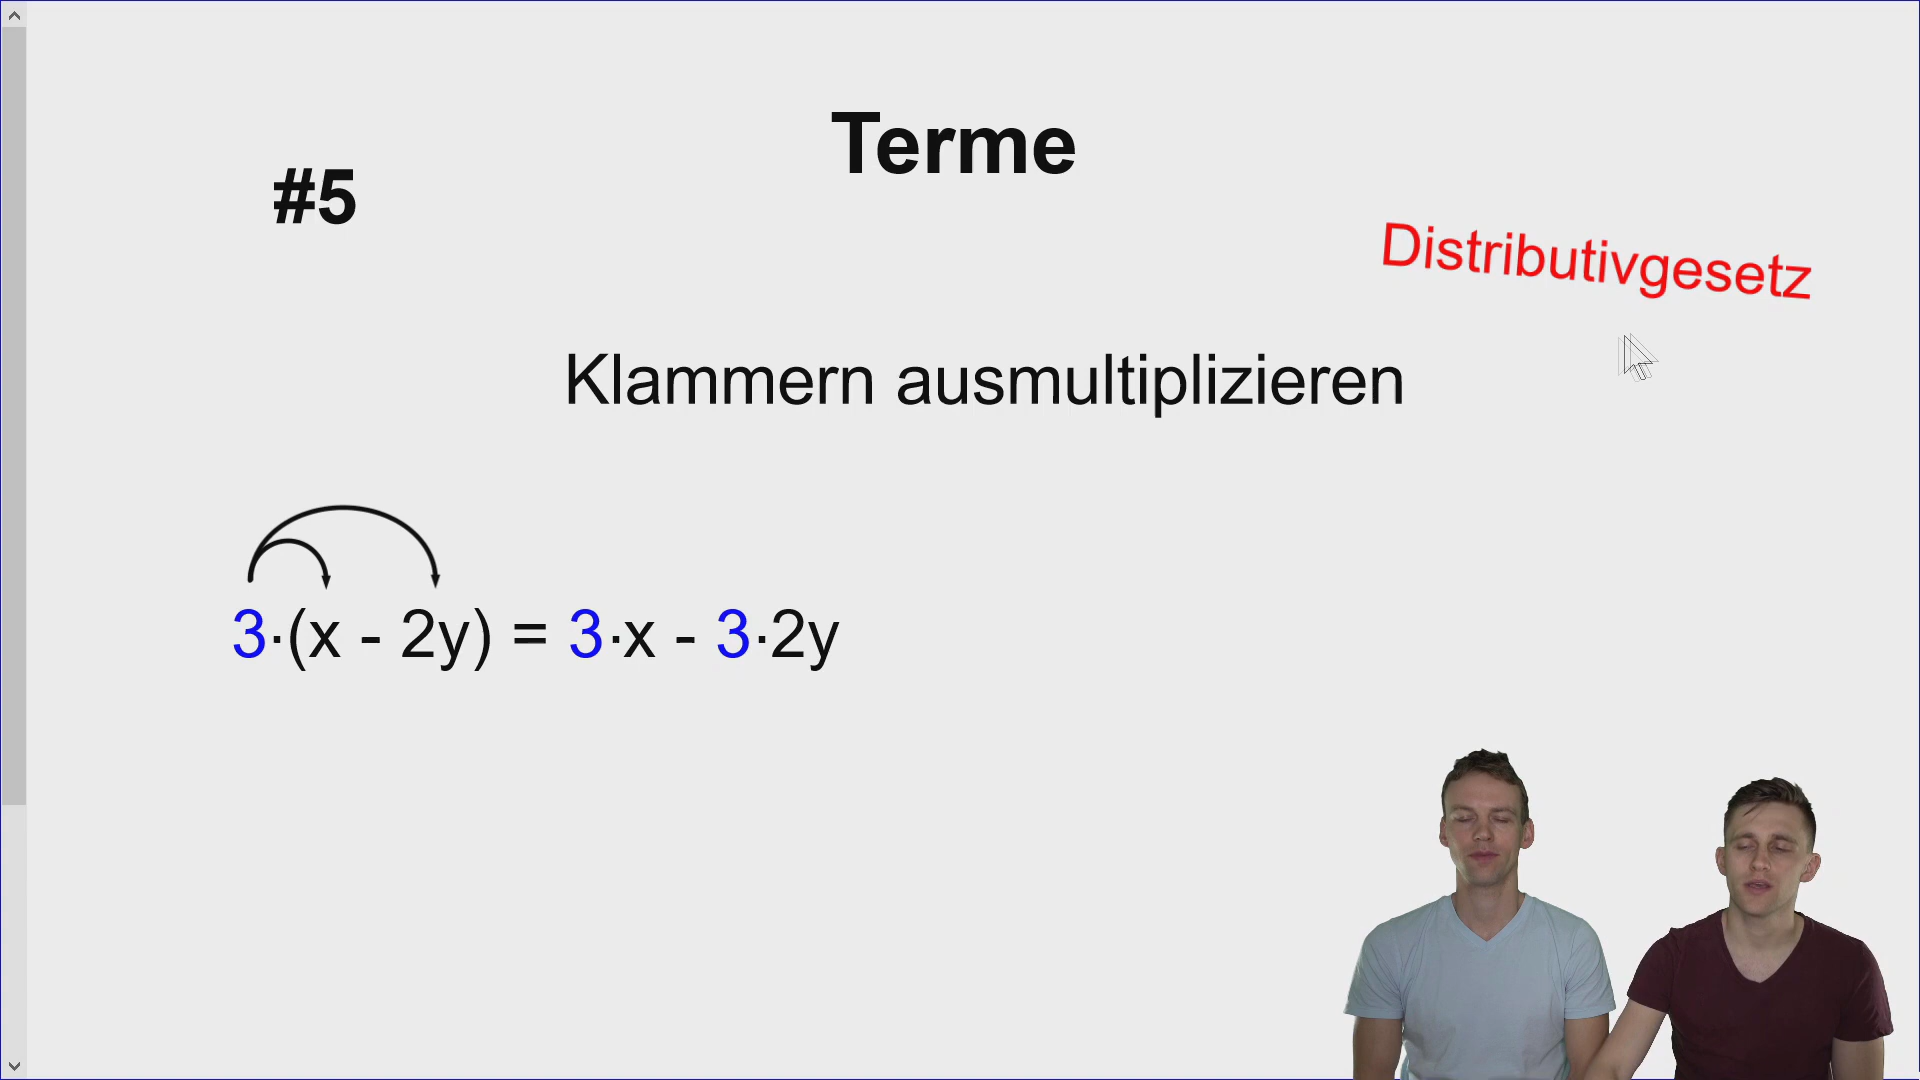 Terme
#5
Distributivgesetz
Klammern ausmultiplizieren
3·(x - 2y) = 3·x - 3·2y